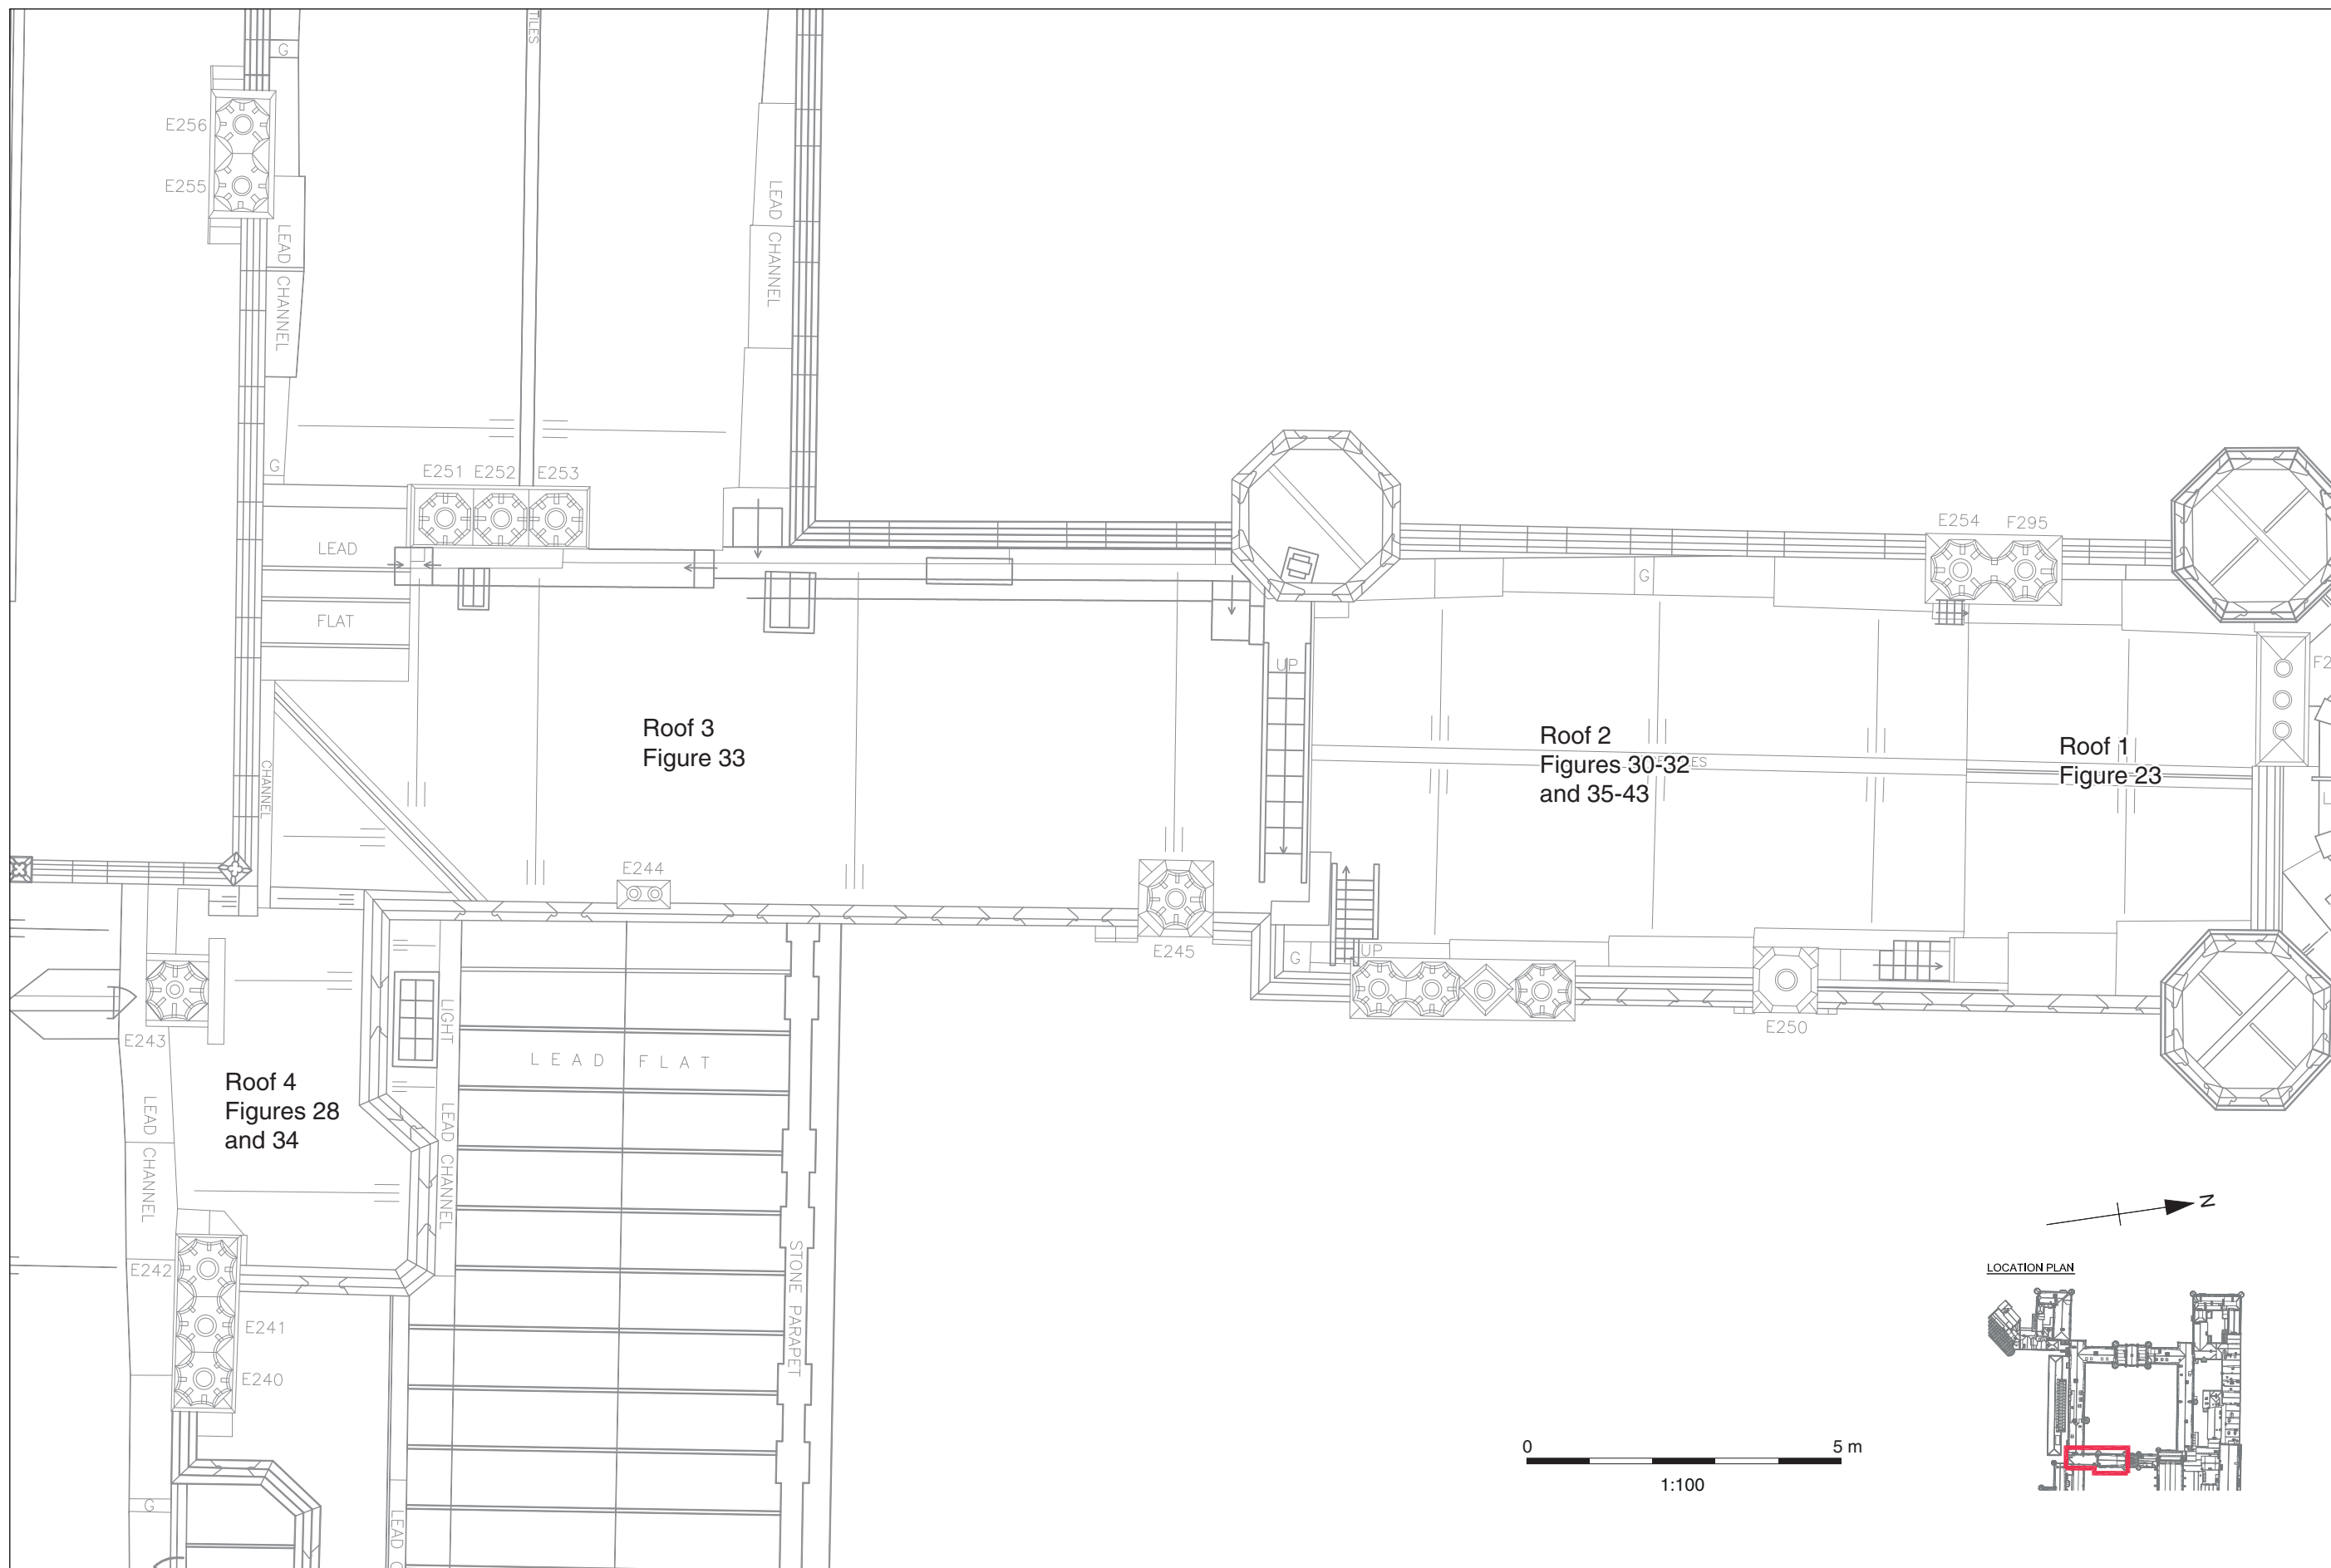 TILES
G
E256
E255
LEAD CHANNEL
LEAD CHANNEL
G
E251 E252 E253
LEAD
FLAT
E254 F295
G
UP
Roof 3
Figure 33
Roof 2
Figures 30-32
and 35-43
Roof 1
Figure 23
CHANNEL
E244
E245
G
UP
E250
E243
LIGHT
LEAD FLAT
Roof 4
Figures 28
and 34
LEAD CHANNEL
LEAD CHANNEL
STONE PARAPET
E242
E241
E240
G
LEAD
N
LOCATION PLAN
0 5 m
1:100